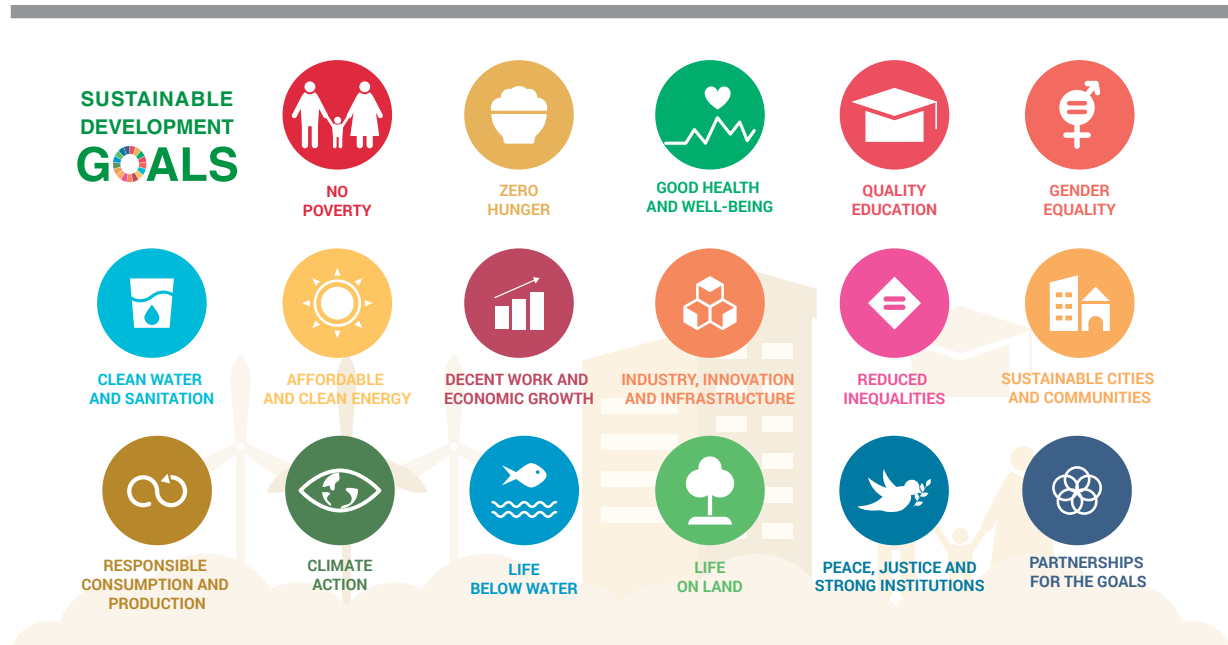 SUSTAINABLE
DEVELOPMENT
GOALS
NO
POVERTY
ZERO
HUNGER
GOOD HEALTH
AND WELL-BEING
QUALITY
EDUCATION
GENDER
EQUALITY
CLEAN WATER
AND SANITATION
AFFORDABLE
AND CLEAN ENERGY
DECENT WORK AND
ECONOMIC GROWTH
INDUSTRY, INNOVATION
AND INFRASTRUCTURE
REDUCED
INEQUALITIES
SUSTAINABLE CITIES
AND COMMUNITIES
RESPONSIBLE
CONSUMPTION AND
PRODUCTION
CLIMATE
ACTION
LIFE
BELOW WATER
LIFE
ON LAND
PEACE, JUSTICE AND
STRONG INSTITUTIONS
PARTNERSHIPS
FOR THE GOALS